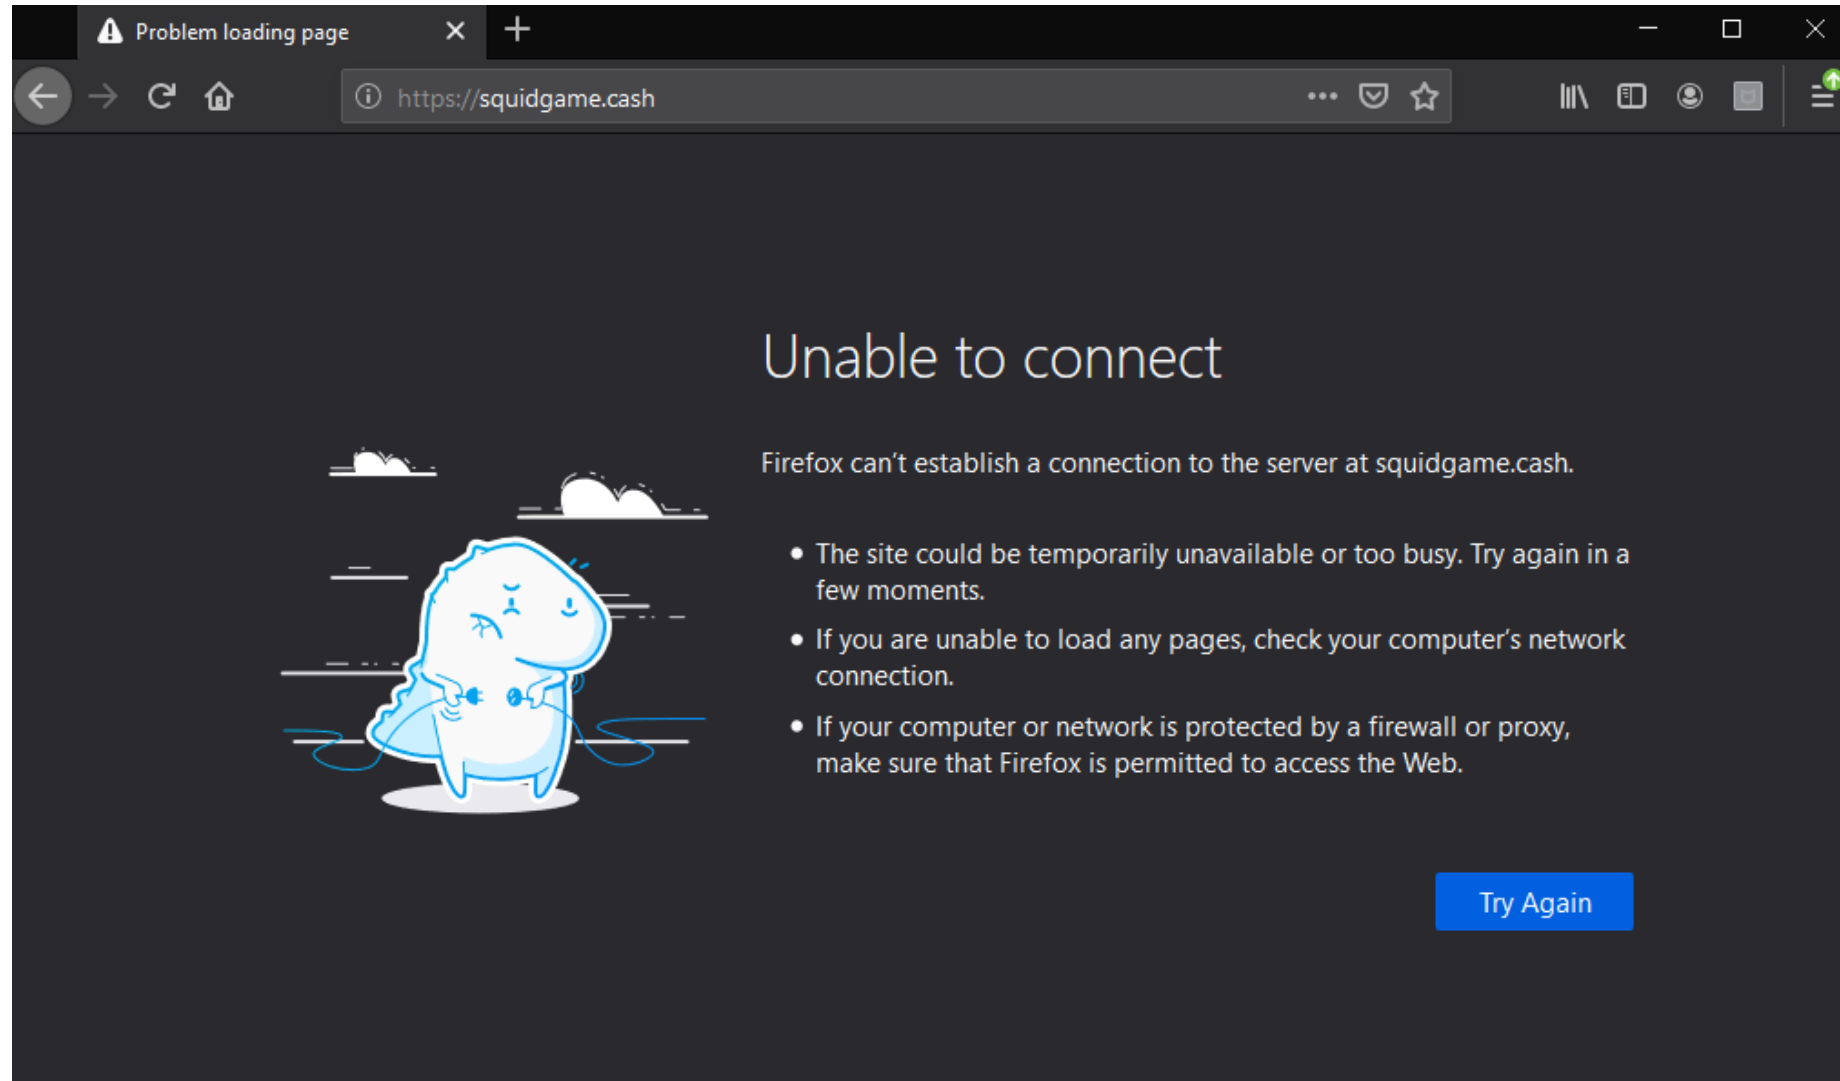 Problem loading page
https://squidgame.cash
Unable to connect
Firefox can’t establish a connection to the server at squidgame.cash.
• The site could be temporarily unavailable or too busy. Try again in a
few moments.
• If you are unable to load any pages, check your computer’s network
connection.
• If your computer or network is protected by a firewall or proxy,
make sure that Firefox is permitted to access the Web.
Try Again